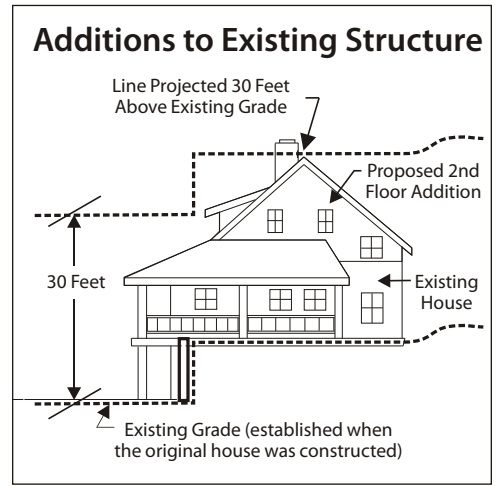 Additions to Existing Structure
Line Projected 30 Feet
Above Existing Grade
Proposed 2nd
Floor Addition
30 Feet
Existing
House
Existing Grade (established when
the original house was constructed)